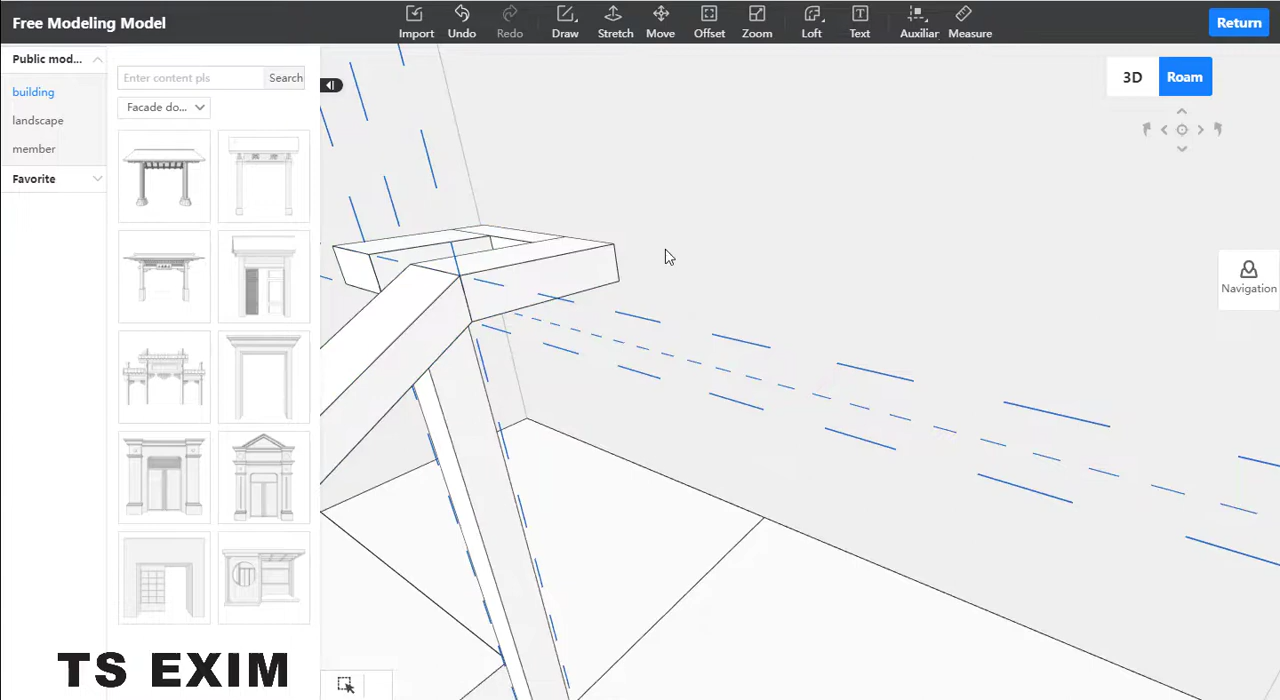 Free Modeling Model
Import
Undo
Redo
Draw
Stretch
Move
Offset
Zoom
Loft
Text
Auxiliar
Measure
Return
Public mod...
building
landscape
member
Favorite
Enter content pls
Search
Facade do...
3D
Roam
Navigation
TS EXIM